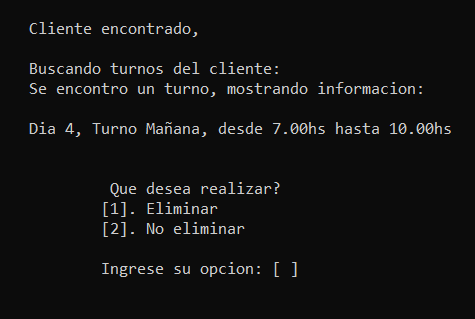 Cliente encontrado,
Buscando turnos del cliente:
Se encontro un turno, mostrando informacion:
Dia 4, Turno Mañana, desde 7.00hs hasta 10.00hs
Que desea realizar?
[1]. Eliminar
[2]. No eliminar
Ingrese su opcion: [ ]